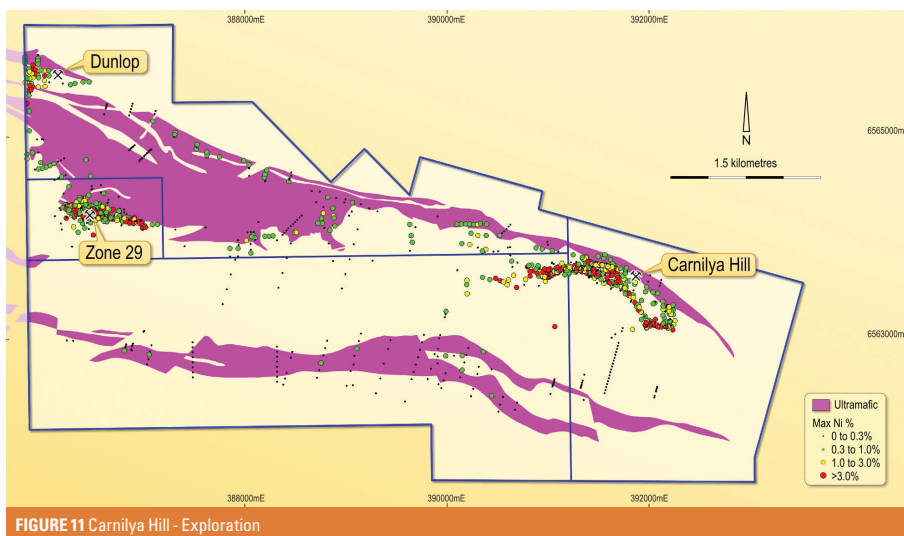 388000mE
390000mE
392000mE
Dunlop
6565000m
N
1.5 kilometres
Zone 29
Carnilya Hill
6563000m
Ultramafic
Max Ni %
0 to 0.3%
0.3 to 1.0%
1.0 to 3.0%
>3.0%
388000mE
390000mE
392000mE
FIGURE 11 Carnilya Hill - Exploration